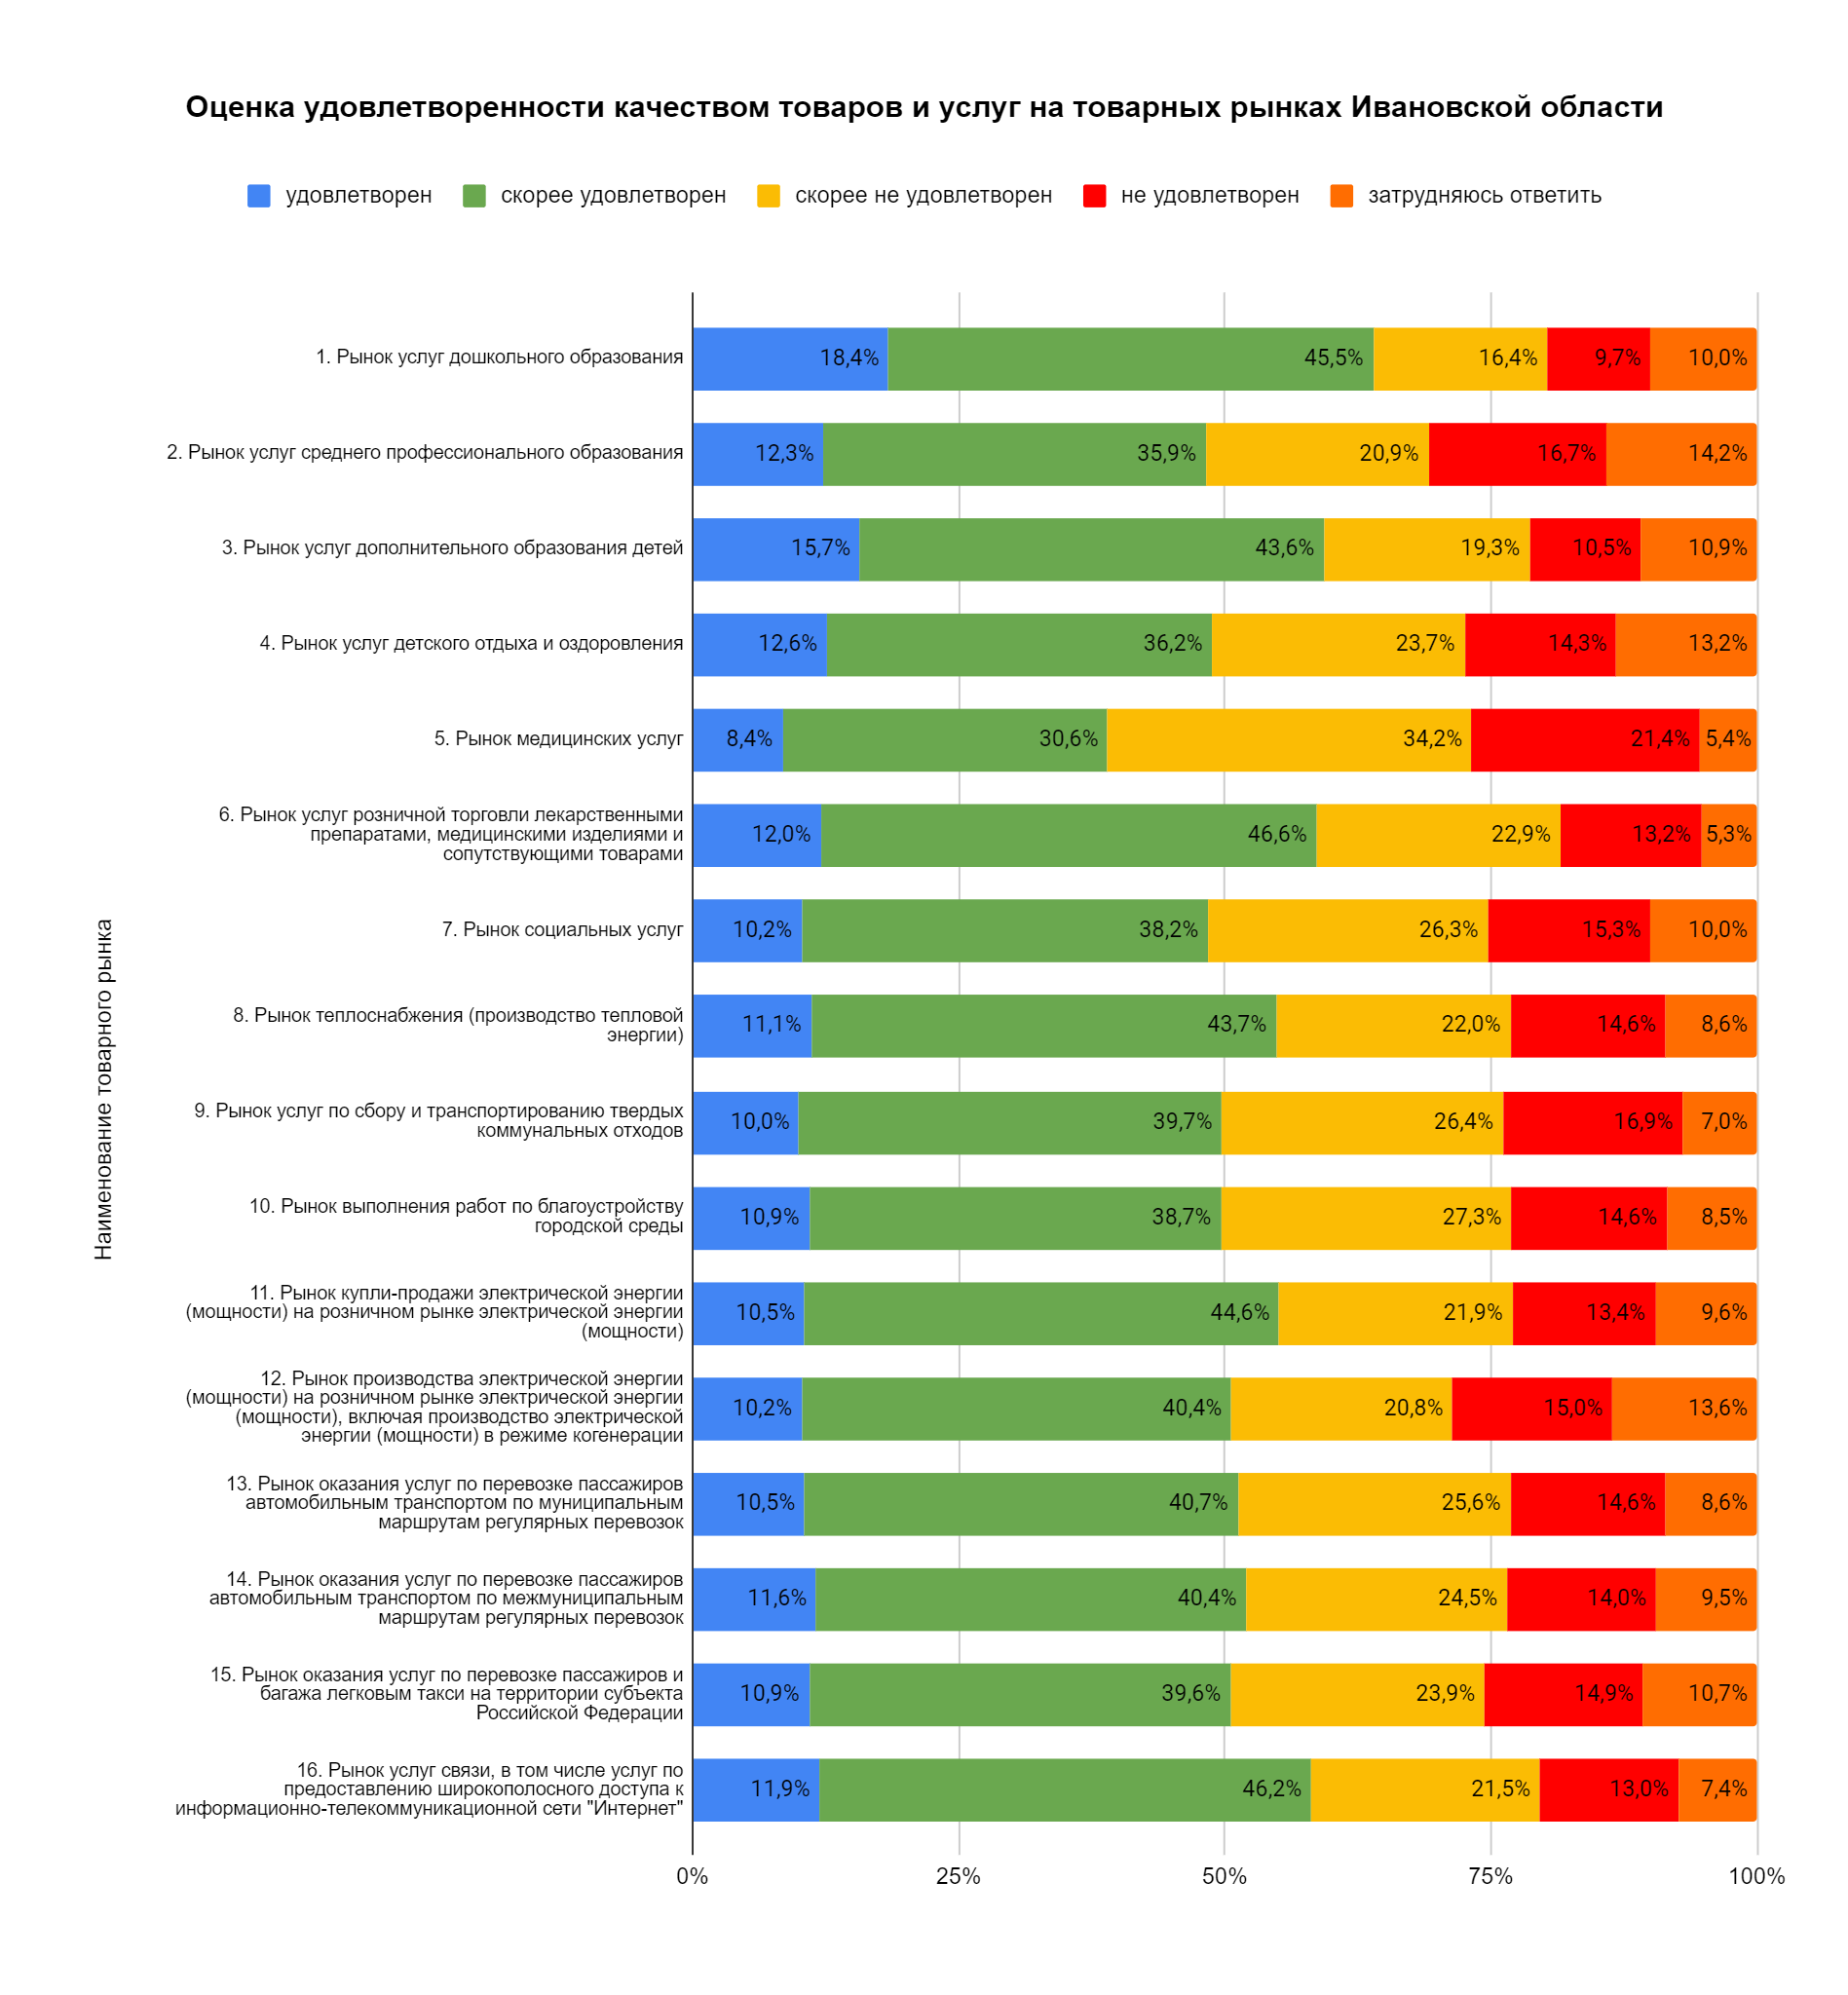 Оценка удовлетворенности качеством товаров и услуг на товарных рынках Ивановской области
удовлетворен
скорее удовлетворен
скорее не удовлетворен
не удовлетворен
затрудняюсь ответить
Наименование товарного рынка
1. Рынок услуг дошкольного образования
18,4% 45,5% 16,4% 9,7% 10,0%
2. Рынок услуг среднего профессионального образования
12,3% 35,9% 20,9% 16,7% 14,2%
3. Рынок услуг дополнительного образования детей
15,7% 43,6% 19,3% 10,5% 10,9%
4. Рынок услуг детского отдыха и оздоровления
12,6% 36,2% 23,7% 14,3% 13,2%
5. Рынок медицинских услуг
8,4% 30,6% 34,2% 21,4% 5,4%
6. Рынок услуг розничной торговли лекарственными
препаратами, медицинскими изделиями и
сопутствующими товарами
12,0% 46,6% 22,9% 13,2% 5,3%
7. Рынок социальных услуг
10,2% 38,2% 26,3% 15,3% 10,0%
8. Рынок теплоснабжения (производство тепловой
энергии)
11,1% 43,7% 22,0% 14,6% 8,6%
9. Рынок услуг по сбору и транспортированию твердых
коммунальных отходов
10,0% 39,7% 26,4% 16,9% 7,0%
10. Рынок выполнения работ по благоустройству
городской среды
10,9% 38,7% 27,3% 14,6% 8,5%
11. Рынок купли-продажи электрической энергии
(мощности) на розничном рынке электрической энергии
(мощности)
10,5% 44,6% 21,9% 13,4% 9,6%
12. Рынок производства электрической энергии
(мощности) на розничном рынке электрической энергии
(мощности), включая производство электрической
энергии (мощности) в режиме когенерации
10,2% 40,4% 20,8% 15,0% 13,6%
13. Рынок оказания услуг по перевозке пассажиров
автомобильным транспортом по муниципальным
маршрутам регулярных перевозок
10,5% 40,7% 25,6% 14,6% 8,6%
14. Рынок оказания услуг по перевозке пассажиров
автомобильным транспортом по межмуниципальным
маршрутам регулярных перевозок
11,6% 40,4% 24,5% 14,0% 9,5%
15. Рынок оказания услуг по перевозке пассажиров и
багажа легковым такси на территории субъекта
Российской Федерации
10,9% 39,6% 23,9% 14,9% 10,7%
16. Рынок услуг связи, в том числе услуг по
предоставлению широкополосного доступа к
информационно-телекоммуникационной сети "Интернет"
11,9% 46,2% 21,5% 13,0% 7,4%
0% 25% 50% 75% 100%